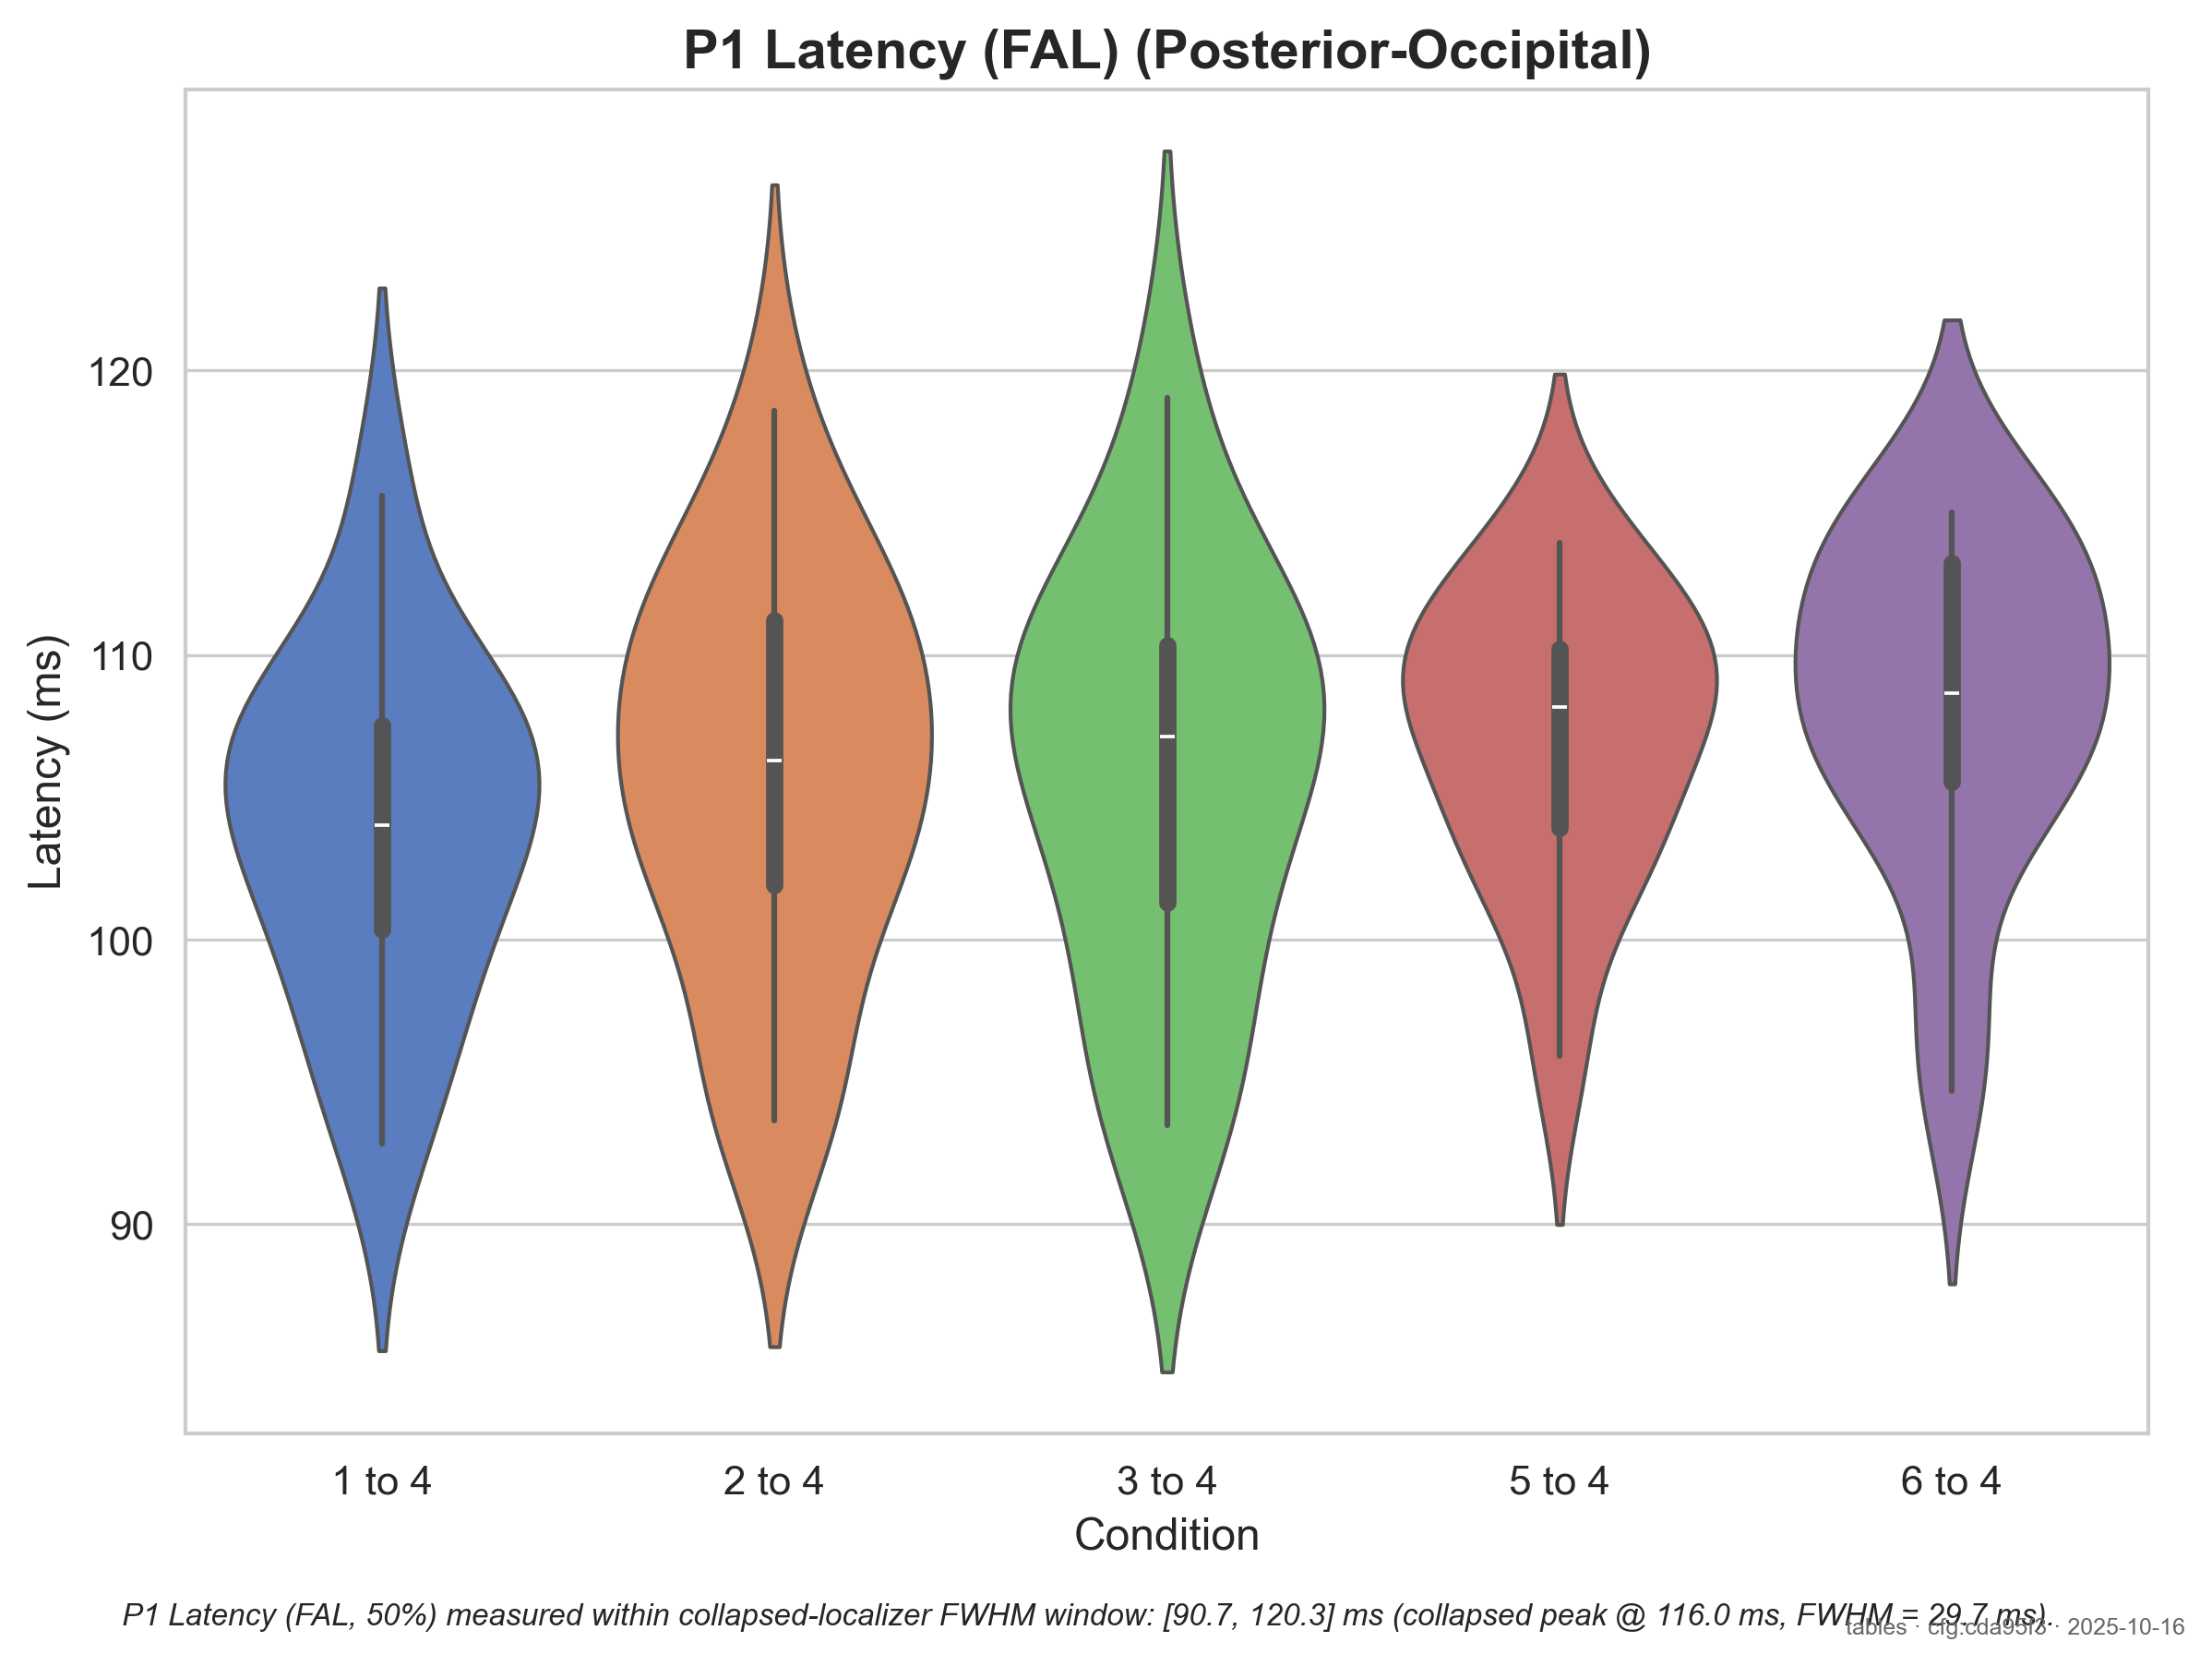 P1 Latency (FAL) (Posterior-Occipital)
Latency (ms)
120
110
100
90
1 to 4
2 to 4
3 to 4
5 to 4
6 to 4
Condition
P1 Latency (FAL, 50%) measured within collapsed-localizer FWHM window: [90.7, 120.3] ms (collapsed peak @ 116.0 ms, FWHM = 29.7 ms).
tables · cfg:cda95f3 · 2025-10-16